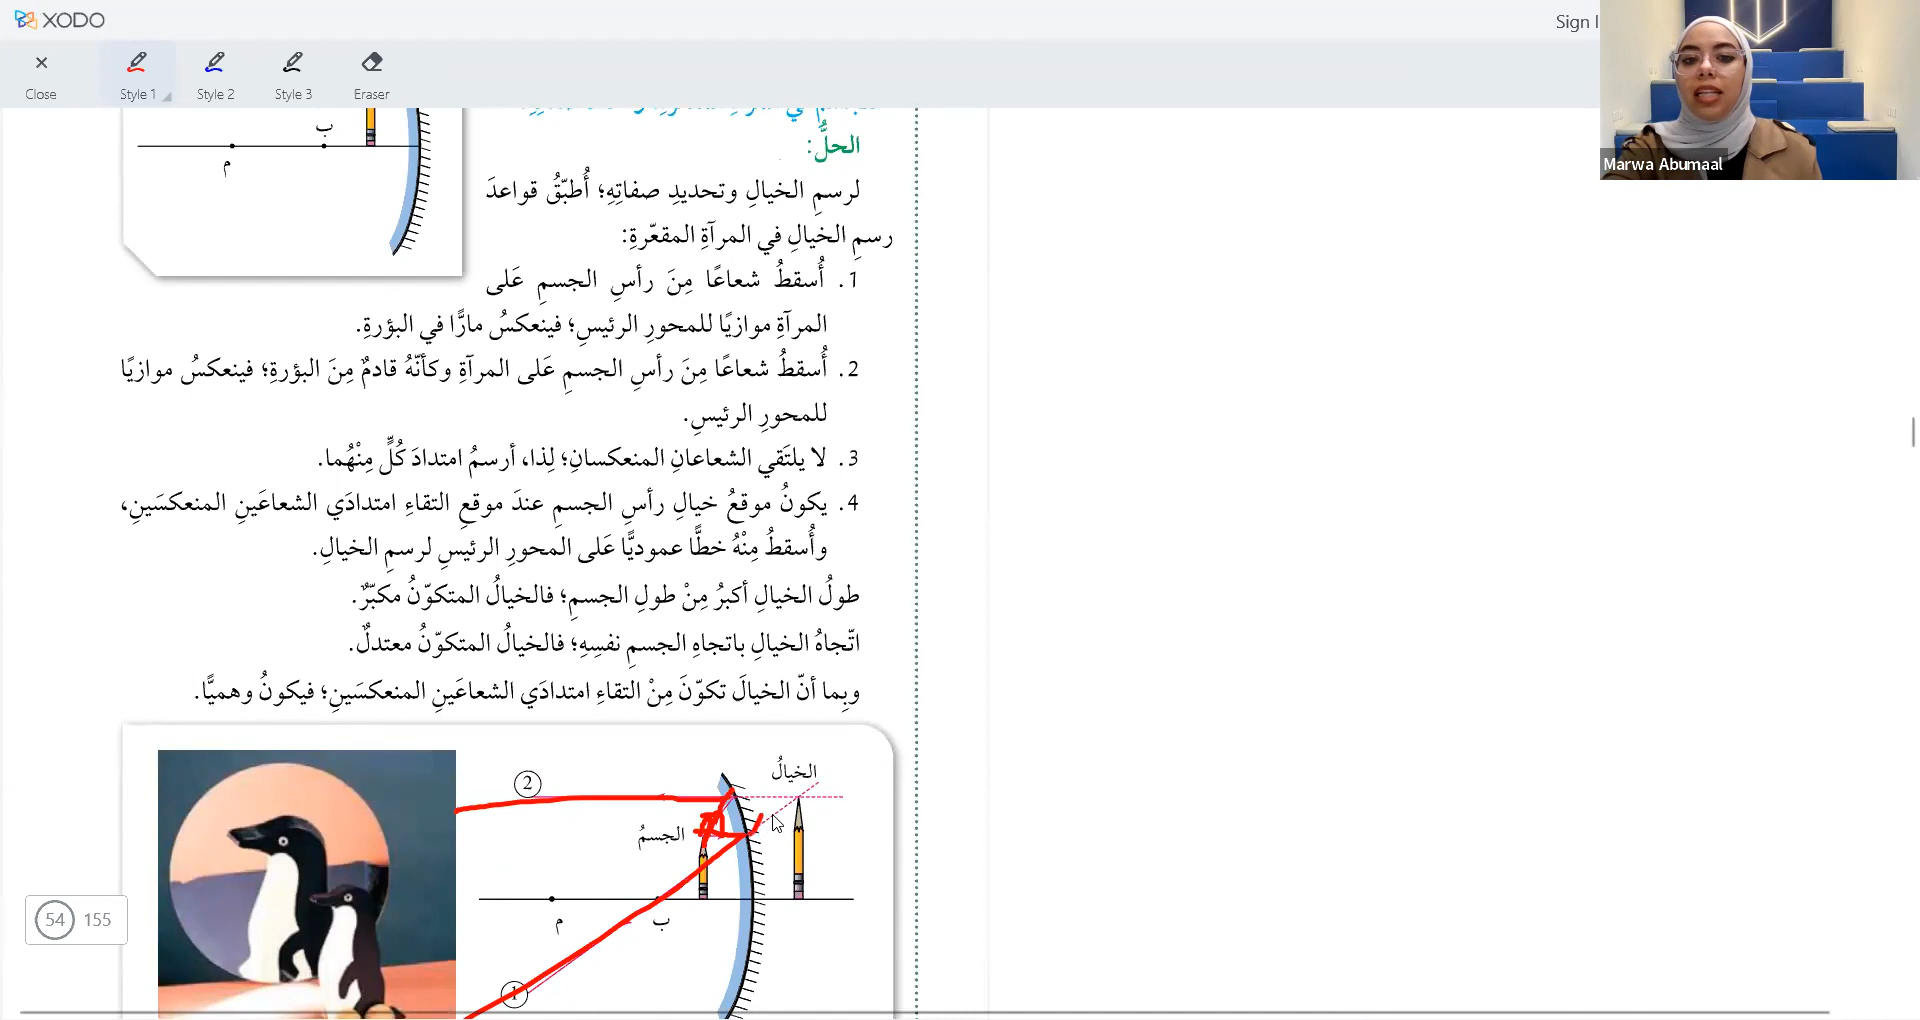 XODO
Sign I
Close
Style 1
Style 2
Style 3
Eraser
Marwa Abumaal
ب
م
الحلُّ:
لرسمِ الخيالِ وتحديدِ صفاتِهِ؛ أُطبّقُ قواعدَ
رسمِ الخيالِ في المرآةِ المقعّرةِ:
1. أُسقطُ شعاعًا مِنَ رأسِ الجسمِ عَلى
المرآةِ موازيًا للمحورِ الرئيسِ؛ فينعكسُ مارًّا في البؤرةِ.
2. أُسقطُ شعاعًا مِنَ رأسِ الجسمِ عَلى المرآةِ وكأنّهُ قادمٌ مِنَ البؤرةِ؛ فينعكسُ موازيًا
للمحورِ الرئيسِ.
3. لا يلتَقي الشعاعانِ المنعكسانِ؛ لِذا، أرسمُ امتدادَ كُلٍّ مِنْهُما.
4. يكونُ موقعُ خيالِ رأسِ الجسمِ عندَ موقعِ التقاءِ امتدادَي الشعاعَينِ المنعكسَينِ،
وأُسقطُ مِنْهُ خطًّا عموديًّا عَلى المحورِ الرئيسِ لرسمِ الخيالِ.
طولُ الخيالِ أكبرُ مِنْ طولِ الجسمِ؛ فالخيالُ المتكوّنُ مكبّرٌ.
اتّجاهُ الخيالِ باتجاهِ الجسمِ نفسِهِ؛ فالخيالُ المتكوّنُ معتدلٌ.
وبِما أنّ الخيالَ تكوّنَ مِنْ التقاءِ امتدادَي الشعاعَينِ المنعكسَينِ؛ فيكونُ وهميًّا.
الخيالُ
2
الجسمُ
م
ب
1
54 155